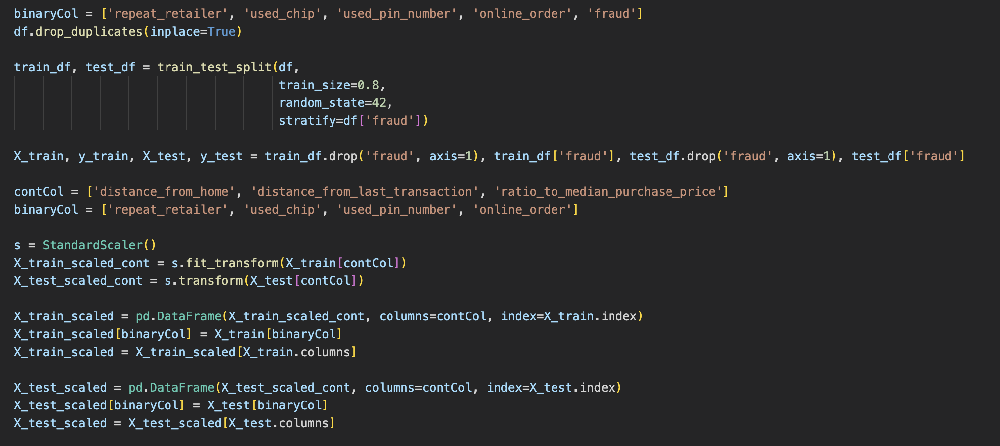 binaryCol = ['repeat_retailer', 'used_chip', 'used_pin_number', 'online_order', 'fraud']
df.drop_duplicates(inplace=True)

train_df, test_df = train_test_split(df,
                                     train_size=0.8,
                                     random_state=42,
                                     stratify=df['fraud'])

X_train, y_train, X_test, y_test = train_df.drop('fraud', axis=1), train_df['fraud'], test_df.drop('fraud', axis=1), test_df['fraud']

contCol = ['distance_from_home', 'distance_from_last_transaction', 'ratio_to_median_purchase_price']
binaryCol = ['repeat_retailer', 'used_chip', 'used_pin_number', 'online_order']

s = StandardScaler()
X_train_scaled_cont = s.fit_transform(X_train[contCol])
X_test_scaled_cont = s.transform(X_test[contCol])

X_train_scaled = pd.DataFrame(X_train_scaled_cont, columns=contCol, index=X_train.index)
X_train_scaled[binaryCol] = X_train[binaryCol]
X_train_scaled = X_train_scaled[X_train.columns]

X_test_scaled = pd.DataFrame(X_test_scaled_cont, columns=contCol, index=X_test.index)
X_test_scaled[binaryCol] = X_test[binaryCol]
X_test_scaled = X_test_scaled[X_test.columns]